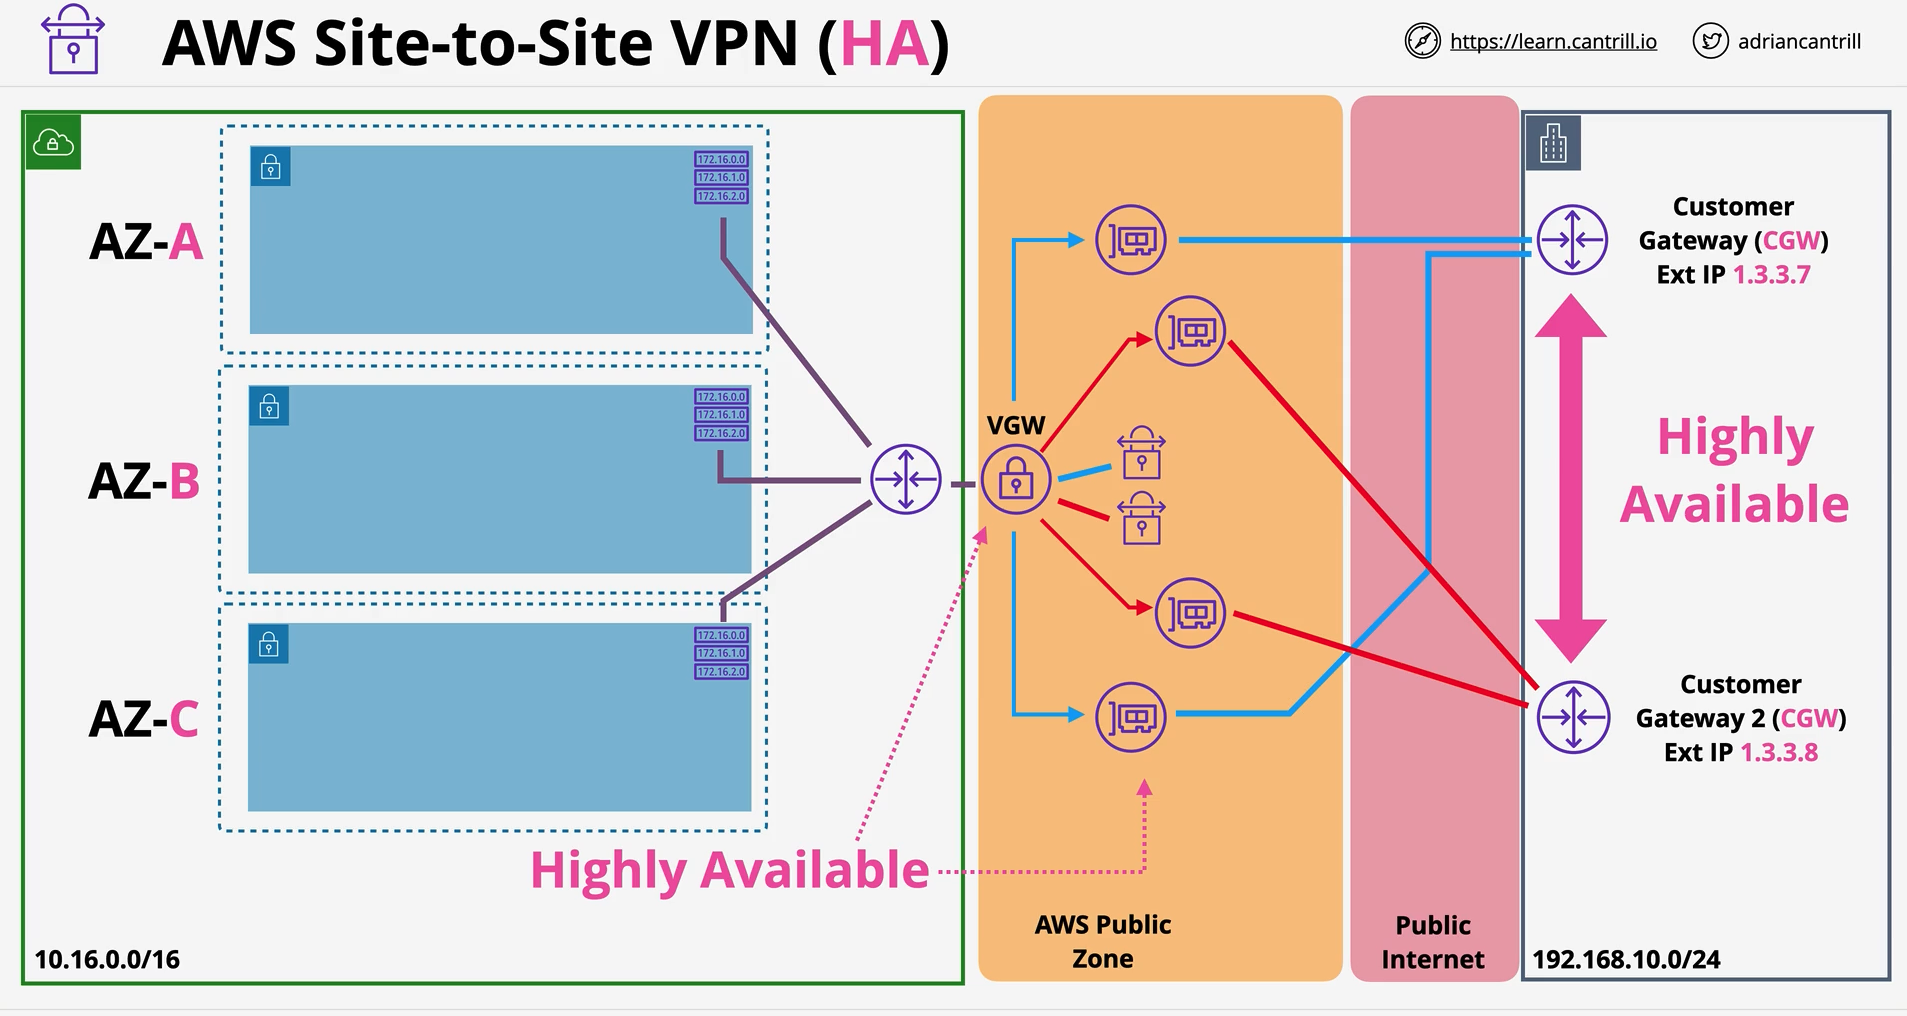 AWS Site-to-Site VPN (HA)
https://learn.cantrill.io
adriancantrill
AZ-A
172.16.0.0
172.16.1.0
172.16.2.0
AZ-B
172.16.0.0
172.16.1.0
172.16.2.0
AZ-C
172.16.0.0
172.16.1.0
172.16.2.0
VGW
Customer
Gateway (CGW)
Ext IP 1.3.3.7
Highly
Available
Customer
Gateway 2 (CGW)
Ext IP 1.3.3.8
Highly Available
10.16.0.0/16
AWS Public
Zone
Public
Internet
192.168.10.0/24